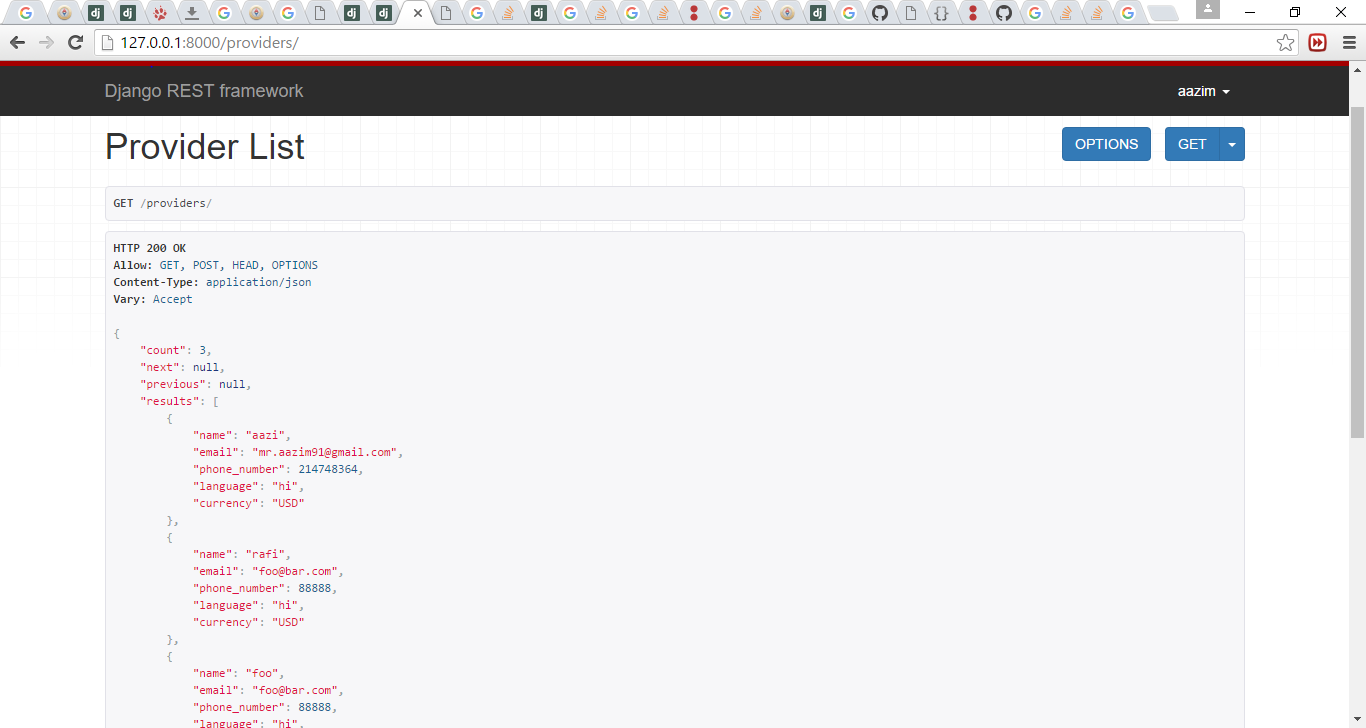 127.0.0.1:8000/providers/
Django REST framework
aazim
Provider List
OPTIONS
GET
GET /providers/
HTTP 200 OK
Allow: GET, POST, HEAD, OPTIONS
Content-Type: application/json
Vary: Accept
{
"count": 3,
"next": null,
"previous": null,
"results": [
{
"name": "aazi",
"email": "mr.aazim91@gmail.com",
"phone_number": 214748364,
"language": "hi",
"currency": "USD"
},
{
"name": "rafi",
"email": "foo@bar.com",
"phone_number": 88888,
"language": "hi",
"currency": "USD"
},
{
"name": "foo",
"email": "foo@bar.com",
"phone_number": 88888,
"language": "hi",